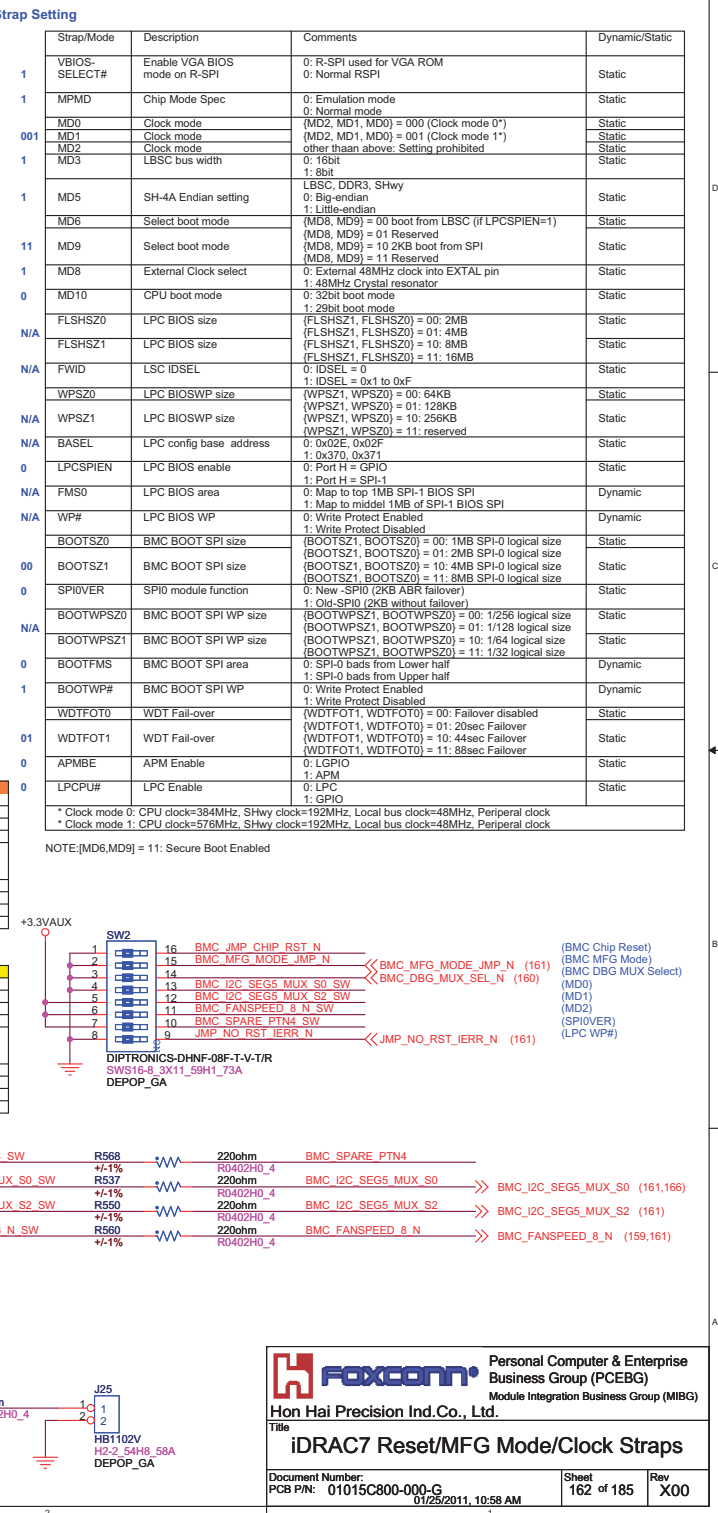 Strap Setting
Strap/Mode Description Comments Dynamic/Static
1 VBIOS-SELECT# Enable VGA BIOS mode on R-SPI 0: R-SPI used for VGA ROM
0: Normal RSPI Static
1 MPMD Chip Mode Spec 0: Emulation mode Static
0: Normal mode
MD0 Clock mode {MD2, MD1, MD0} = 000 (Clock mode 0*) Static
001 MD1 Clock mode {MD2, MD1, MD0} = 001 (Clock mode 1*) Static
MD2 Clock mode other thaan above: Setting prohibited Static
1 MD3 LBSC bus width 0: 16bit Static
1: 8bit
LBSC, DDR3, SHwy
1 MD5 SH-4A Endian setting 0: Big-endian Static
1: Little-endian
MD6 Select boot mode {MD8, MD9} = 00 boot from LBSC (if LPCSPIEN=1) Static
{MD8, MD9} = 01 Reserved
11 MD9 Select boot mode {MD8, MD9} = 10 2KB boot from SPI Static
{MD8, MD9} = 11 Reserved
1 MD8 External Clock select 0: External 48MHz clock into EXTAL pin Static
1: 48MHz Crystal resonator
0 MD10 CPU boot mode 0: 32bit boot mode Static
1: 29bit boot mode
FLSHSZ0 LPC BIOS size {FLSHSZ1, FLSHSZ0} = 00: 2MB Static
N/A {FLSHSZ1, FLSHSZ0} = 01: 4MB
FLSHSZ1 LPC BIOS size {FLSHSZ1, FLSHSZ0} = 10: 8MB Static
{FLSHSZ1, FLSHSZ0} = 11: 16MB
N/A FWID LSC IDSEL 0: IDSEL = 0 Static
1: IDSEL = 0x1 to 0xF
WPSZ0 LPC BIOSWP size {WPSZ1, WPSZ0} = 00: 64KB Static
{WPSZ1, WPSZ0} = 01: 128KB
N/A WPSZ1 LPC BIOSWP size {WPSZ1, WPSZ0} = 10: 256KB Static
{WPSZ1, WPSZ0} = 11: reserved
N/A BASEL LPC config base address 0: 0x02E, 0x02F Static
1: 0x370, 0x371
0 LPCSPIEN LPC BIOS enable 0: Port H = GPIO Static
1: Port H = SPI-1
N/A FMS0 LPC BIOS area 0: Map to top 1MB SPI-1 BIOS SPI Dynamic
1: Map to middel 1MB of SPI-1 BIOS SPI
N/A WP# LPC BIOS WP 0: Write Protect Enabled Dynamic
1: Write Protect Disabled
BOOTSZ0 BMC BOOT SPI size {BOOTSZ1, BOOTSZ0} = 00: 1MB SPI-0 logical size Static
{BOOTSZ1, BOOTSZ0} = 01: 2MB SPI-0 logical size
00 BOOTSZ1 BMC BOOT SPI size {BOOTSZ1, BOOTSZ0} = 10: 4MB SPI-0 logical size Static
{BOOTSZ1, BOOTSZ0} = 11: 8MB SPI-0 logical size
0 SPI0VER SPI0 module function 0: New -SPI0 (2KB ABR failover) Static
1: Old-SPI0 (2KB without failover)
BOOTWPSZ0 BMC BOOT SPI WP size {BOOTWPSZ1, BOOTWPSZ0} = 00: 1/256 logical size Static
N/A {BOOTWPSZ1, BOOTWPSZ0} = 01: 1/128 logical size
BOOTWPSZ1 BMC BOOT SPI WP size {BOOTWPSZ1, BOOTWPSZ0} = 10: 1/64 logical size Static
{BOOTWPSZ1, BOOTWPSZ0} = 11: 1/32 logical size
0 BOOTFMS BMC BOOT SPI area 0: SPI-0 bads from Lower half Dynamic
1: SPI-0 bads from Upper half
1 BOOTWP# BMC BOOT SPI WP 0: Write Protect Enabled Dynamic
1: Write Protect Disabled
WDTFOT0 WDT Fail-over {WDTFOT1, WDTFOT0} = 00: Failover disabled Static
{WDTFOT1, WDTFOT0} = 01: 20sec Failover
01 WDTFOT1 WDT Fail-over {WDTFOT1, WDTFOT0} = 10: 44sec Failover Static
{WDTFOT1, WDTFOT0} = 11: 88sec Failover
0 APMBE APM Enable 0: LGPIO Static
1: APM
0 LPCPU# LPC Enable 0: LPC Static
1: GPIO
* Clock mode 0: CPU clock=384MHz, SHwy clock=192MHz, Local bus clock=48MHz, Periperal clock
* Clock mode 1: CPU clock=576MHz, SHwy clock=192MHz, Local bus clock=48MHz, Periperal clock
NOTE:[MD6,MD9] = 11: Secure Boot Enabled
D
C
B
A
+3.3VAUX
SW2
1 16 BMC_JMP_CHIP_RST_N (BMC Chip Reset)
2 15 BMC_MFG_MODE_JMP_N BMC_MFG_MODE_JMP_N (161) (BMC MFG Mode)
3 14 BMC_DBG_MUX_SEL_N (160) (BMC DBG MUX Select)
4 13 BMC_I2C_SEG5_MUX_S0_SW (MD0)
5 12 BMC_I2C_SEG5_MUX_S2_SW (MD1)
6 11 BMC_FANSPEED_8_N_SW (MD2)
7 10 BMC_SPARE_PTN4_SW (SPI0VER)
8 9 JMP_NO_RST_IERR_N JMP_NO_RST_IERR_N (161) (LPC WP#)
ON
DIPTRONICS-DHNF-08F-T-V-T/R
SWS16-8_3X11_59H1_73A
DEPOP_GA
_SW R568 220ohm BMC_SPARE_PTN4
+/-1% R0402H0_4
UX_S0_SW R537 220ohm BMC_I2C_SEG5_MUX_S0 BMC_I2C_SEG5_MUX_S0 (161,166)
+/-1% R0402H0_4
UX_S2_SW R550 220ohm BMC_I2C_SEG5_MUX_S2 BMC_I2C_SEG5_MUX_S2 (161)
+/-1% R0402H0_4
_N_SW R560 220ohm BMC_FANSPEED_8_N BMC_FANSPEED_8_N (159,161)
+/-1% R0402H0_4
J25
2H0_4
1 1
2 2
HB1102V
H2-2_54H8_58A
DEPOP_GA
FOXCONN
Personal Computer & Enterprise
Business Group (PCEBG)
Module Integration Business Group (MIBG)
Hon Hai Precision Ind.Co., Ltd.
Title
iDRAC7 Reset/MFG Mode/Clock Straps
Document Number: Sheet Rev
PCB P/N: 01015C800-000-G 162 of 185 X00
01/25/2011, 10:58 AM
2 1